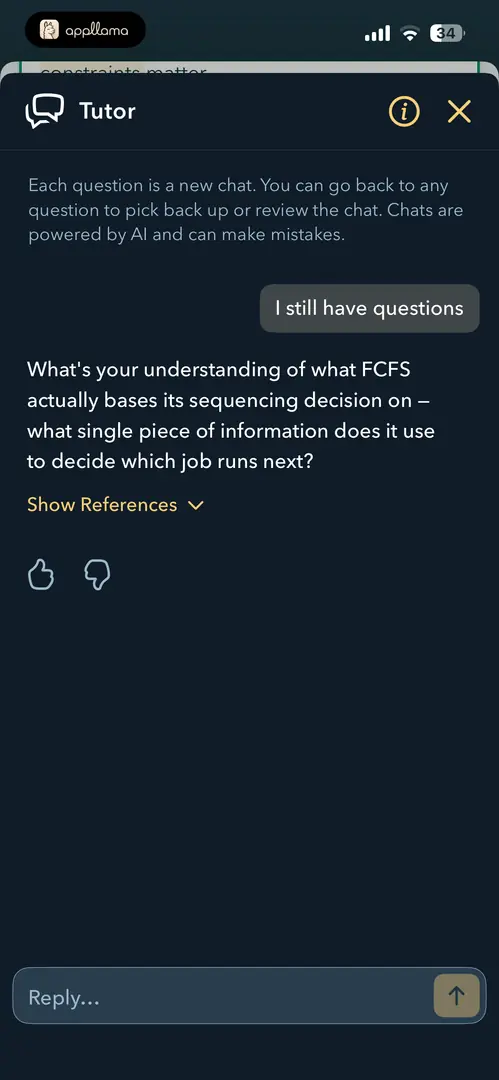 appllama
34
constraints matter
Tutor
Each question is a new chat. You can go back to any
question to pick back up or review the chat. Chats are
powered by AI and can make mistakes.
I still have questions
What's your understanding of what FCFS
actually bases its sequencing decision on —
what single piece of information does it use
to decide which job runs next?
Show References
Reply...